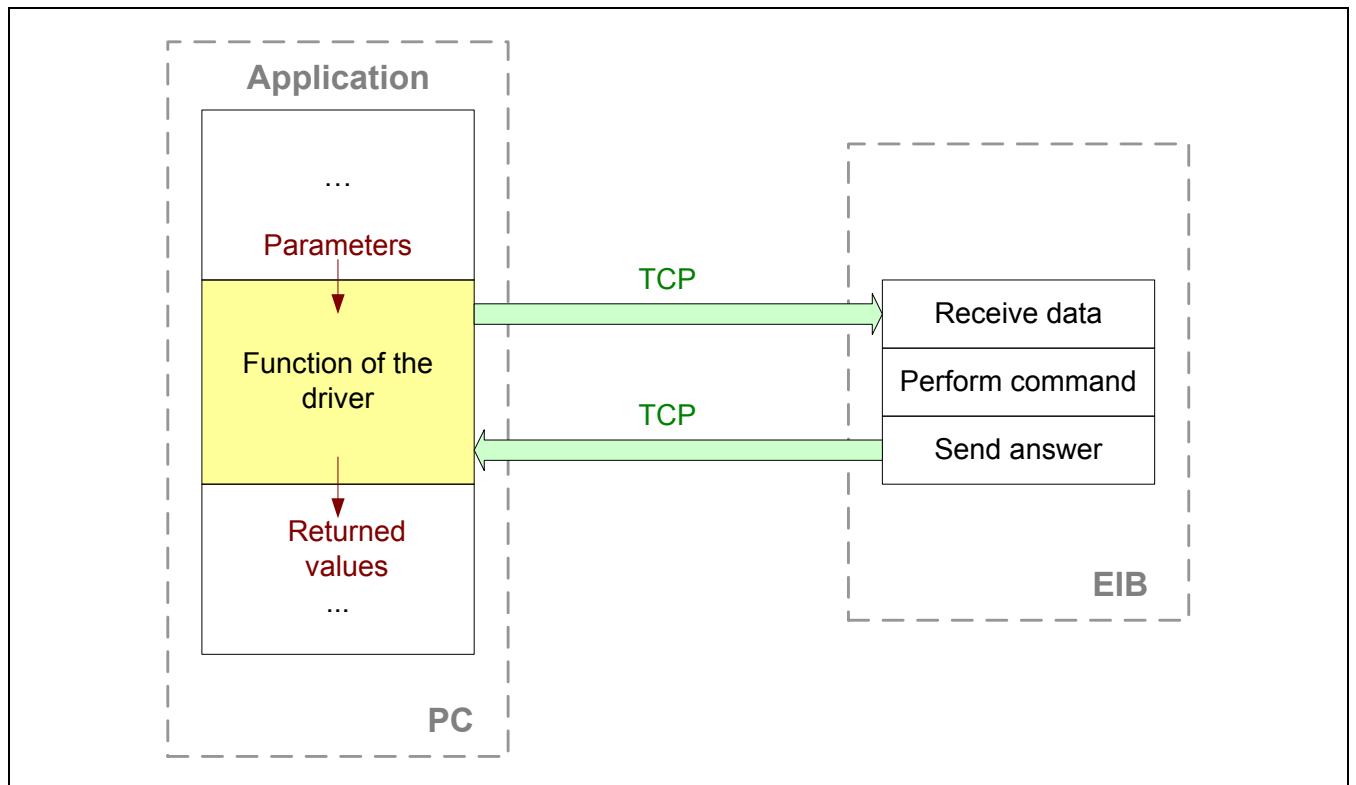 Application
…
Parameters
Function of the
driver
Returned
values
...
PC
TCP
TCP
Receive data
Perform command
Send answer
EIB